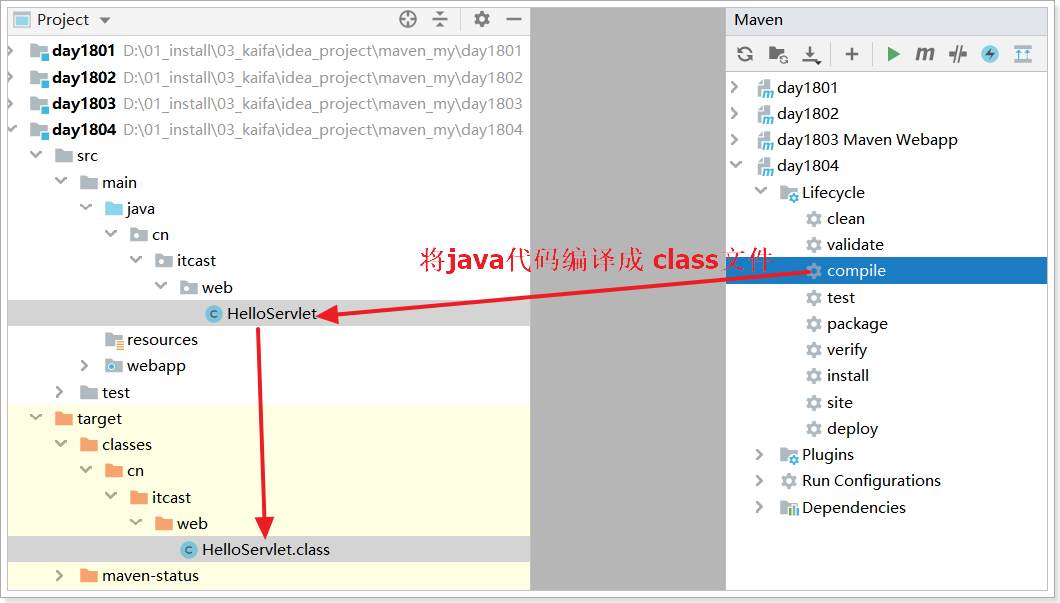 Project
day1801 D:\01_install\03_kaifa\idea_project\maven_my\day1801
day1802 D:\01_install\03_kaifa\idea_project\maven_my\day1802
day1803 D:\01_install\03_kaifa\idea_project\maven_my\day1803
day1804 D:\01_install\03_kaifa\idea_project\maven_my\day1804
src
main
java
cn
itcast
web
HelloServlet
resources
webapp
test
target
classes
cn
itcast
web
HelloServlet.class
maven-status
将java代码编译成 class文件
Maven
m
day1801
day1802
day1803 Maven Webapp
day1804
Lifecycle
clean
validate
compile
test
package
verify
install
site
deploy
Plugins
Run Configurations
Dependencies